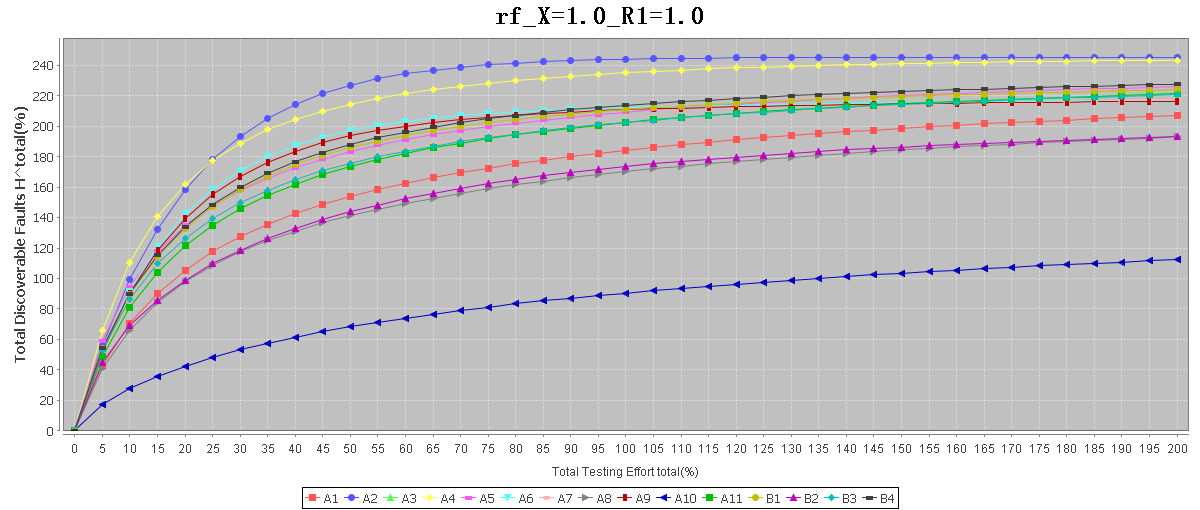 rf_X=1.0_R1=1.0
Total Discoverable Faults H^total(%)
240
220
200
180
160
140
120
100
80
60
40
20
0
0 5 10 15 20 25 30 35 40 45 50 55 60 65 70 75 80 85 90 95 100 105 110 115 120 125 130 135 140 145 150 155 160 165 170 175 180 185 190 195 200
Total Testing Effort total(%)
A1 A2 A3 A4 A5 A6 A7 A8 A9 A10 A11 B1 B2 B3 B4